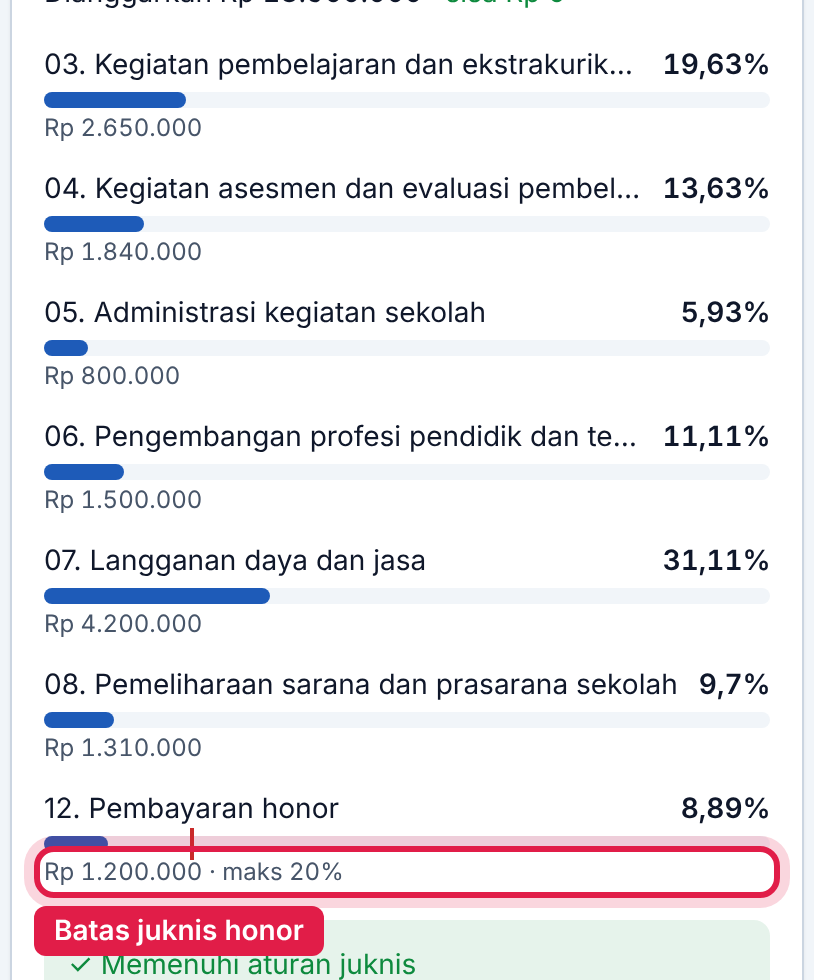 03. Kegiatan pembelajaran dan ekstrakurik... 19,63%
Rp 2.650.000
04. Kegiatan asesmen dan evaluasi pembel... 13,63%
Rp 1.840.000
05. Administrasi kegiatan sekolah 5,93%
Rp 800.000
06. Pengembangan profesi pendidik dan te... 11,11%
Rp 1.500.000
07. Langganan daya dan jasa 31,11%
Rp 4.200.000
08. Pemeliharaan sarana dan prasarana sekolah 9,7%
Rp 1.310.000
12. Pembayaran honor 8,89%
Rp 1.200.000 · maks 20%
Batas juknis honor
✓ Memenuhi aturan juknis